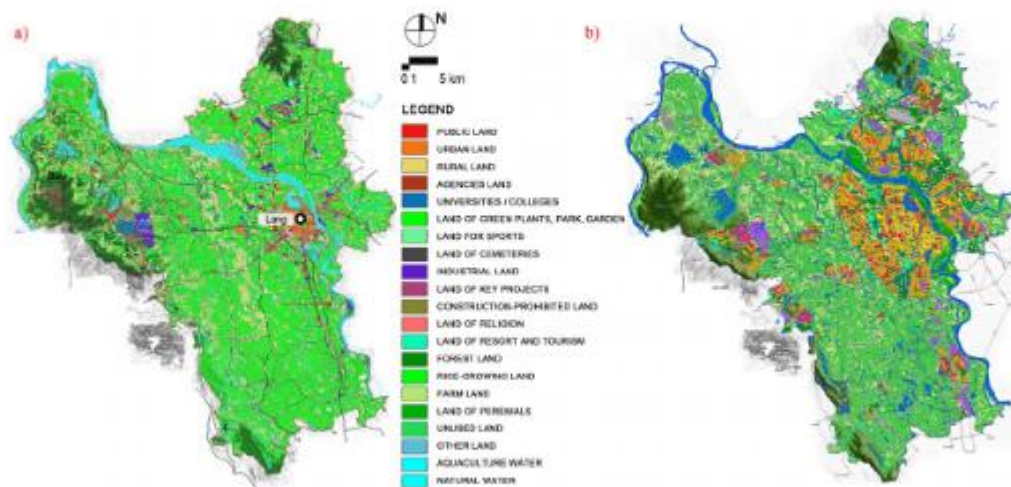 a)
N
0 1 5 km
b)
Lang
LEGEND
PUBLIC LAND
URBAN LAND
RURAL LAND
AGENCIES LAND
UNIVERSITIES / COLLEGES
LAND OF GREEN PLANTS, PARK, GARDEN
LAND FOR SPORTS
LAND OF CEMETERIES
INDUSTRIAL LAND
LAND OF KEY PROJECTS
CONSTRUCTION-PROHIBITED LAND
LAND OF RELIGION
LAND OF RESORT AND TOURISM
FOREST LAND
RICE-GROWING LAND
FARM LAND
LAND OF PERENIALS
UNUSED LAND
OTHER LAND
AQUACULTURE WATER
NATURAL WATER